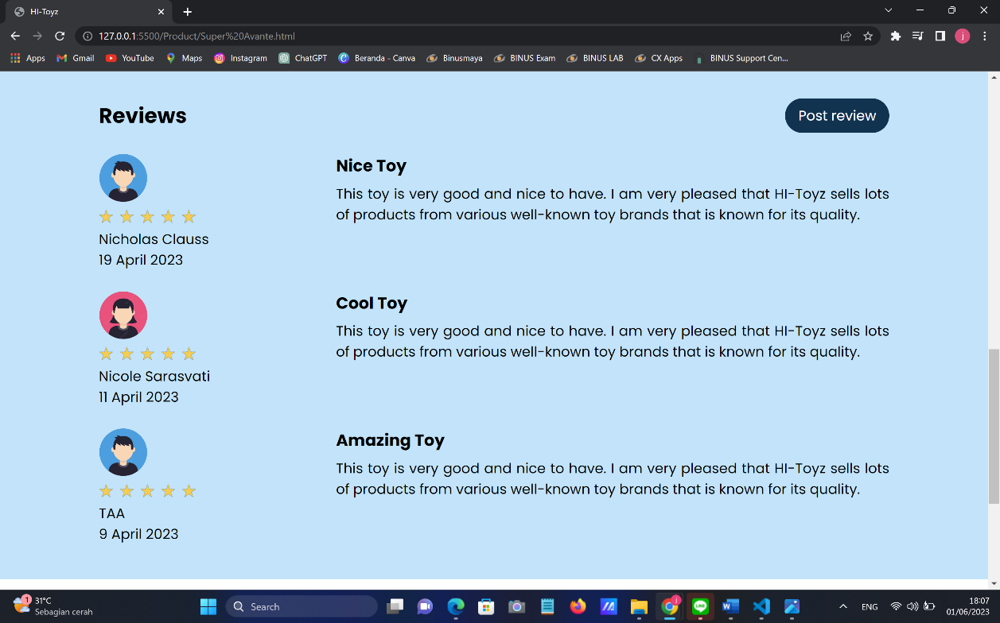 HI-Toyz
127.0.0.1:5500/Product/Super%20Avante.html
j
Apps Gmail YouTube Maps Instagram ChatGPT Beranda - Canva Binusmaya BINUS Exam BINUS LAB CX Apps BINUS Support Cen...
Reviews
Post review
Nice Toy
This toy is very good and nice to have. I am very pleased that HI-Toyz sells lots
of products from various well-known toy brands that is known for its quality.
Nicholas Clauss
19 April 2023
Cool Toy
This toy is very good and nice to have. I am very pleased that HI-Toyz sells lots
of products from various well-known toy brands that is known for its quality.
Nicole Sarasvati
11 April 2023
Amazing Toy
This toy is very good and nice to have. I am very pleased that HI-Toyz sells lots
of products from various well-known toy brands that is known for its quality.
TAA
9 April 2023
1
31°C
Sebagian cerah
Search
j
LINE
W
ENG
18:07
01/06/2023